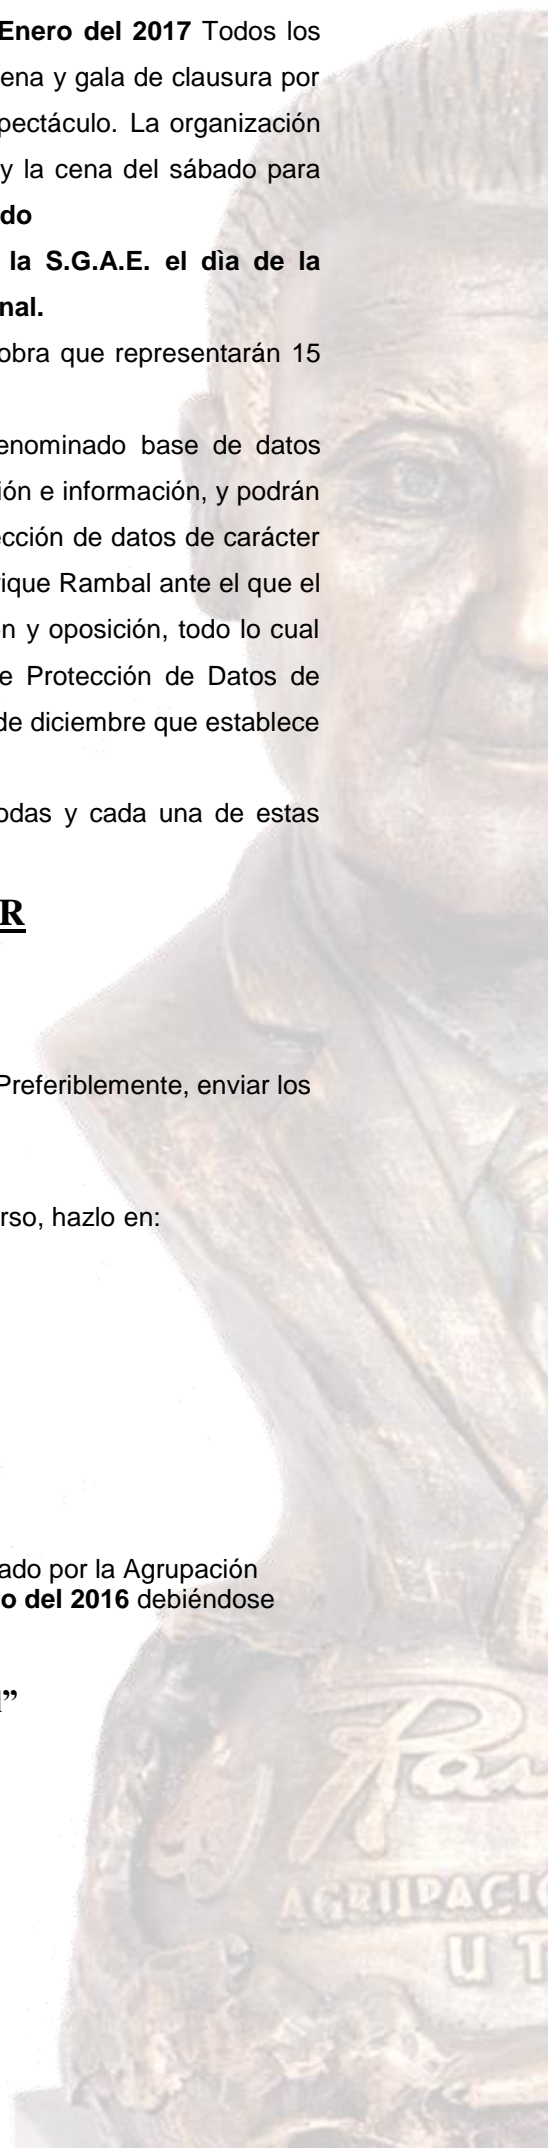 Enero del 2017 Todos los
ena y gala de clausura por
pectáculo. La organización
y la cena del sábado para
do
la S.G.A.E. el dìa de la
nal.
obra que representarán 15
enominado base de datos
ión e información, y podrán
ección de datos de carácter
rique Rambal ante el que el
n y oposición, todo lo cual
e Protección de Datos de
de diciembre que establece
odas y cada una de estas
R
Preferiblemente, enviar los
rso, hazlo en:
ado por la Agrupación
o del 2016 debiéndose
l”
AGRUPACIO
U T